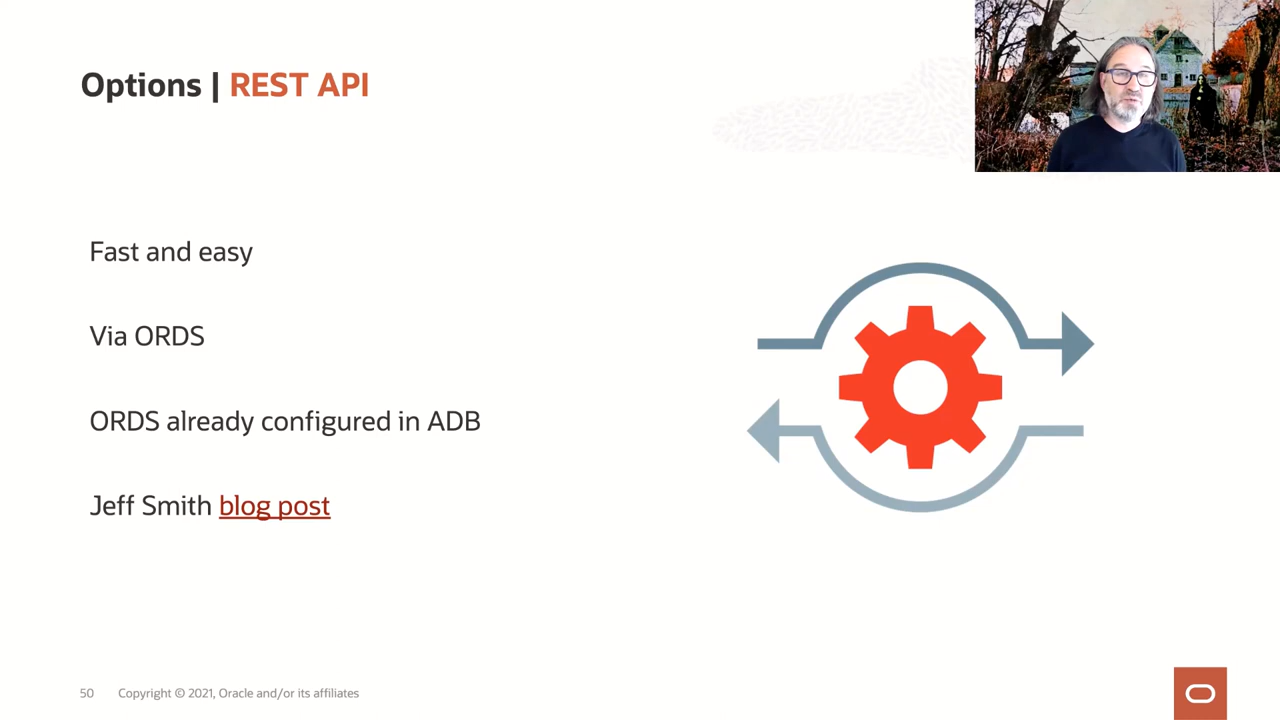 Options | REST API
Fast and easy
Via ORDS
ORDS already configured in ADB
Jeff Smith blog post
50 Copyright © 2021, Oracle and/or its affiliates